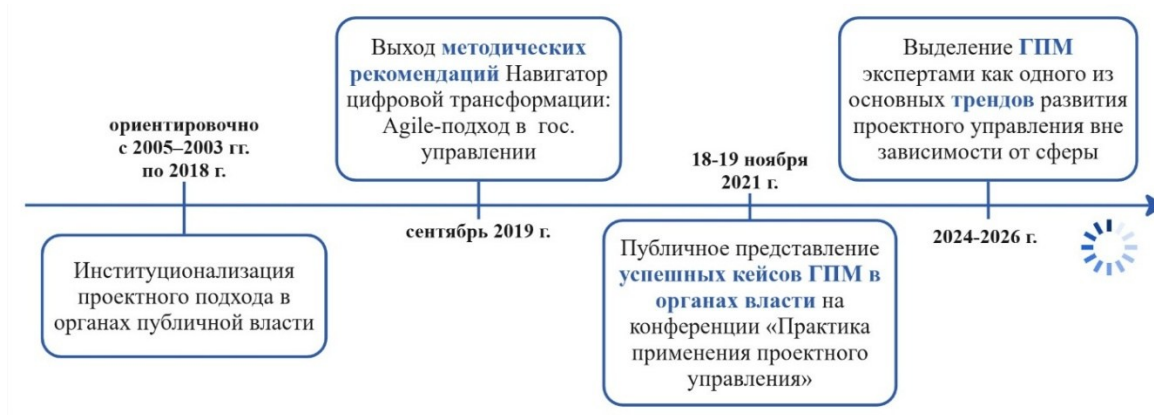 ориентировочно
с 2005–2003 гг.
по 2018 г.
Институционализация
проектного подхода в
органах публичной власти
Выход методических
рекомендаций Навигатор
цифровой трансформации:
Agile-подход в гос.
управлении
сентябрь 2019 г.
18-19 ноября
2021 г.
Публичное представление
успешных кейсов ГПМ в
органах власти на
конференции «Практика
применения проектного
управления»
Выделение ГПМ
экспертами как одного из
основных трендов развития
проектного управления вне
зависимости от сферы
2024-2026 г.